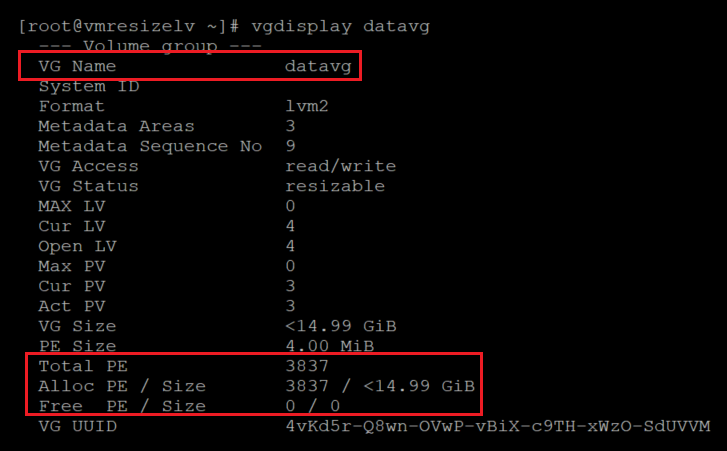 [root@vmresizelv ~]# vgdisplay datavg
--- Volume group ---
VG Name datavg
System ID
Format lvm2
Metadata Areas 3
Metadata Sequence No 9
VG Access read/write
VG Status resizable
MAX LV 0
Cur LV 4
Open LV 4
Max PV 0
Cur PV 3
Act PV 3
VG Size <14.99 GiB
PE Size 4.00 MiB
Total PE 3837
Alloc PE / Size 3837 / <14.99 GiB
Free PE / Size 0 / 0
VG UUID 4vKd5r-Q8wn-OVwP-vBiX-c9TH-xWzO-SdUVVM